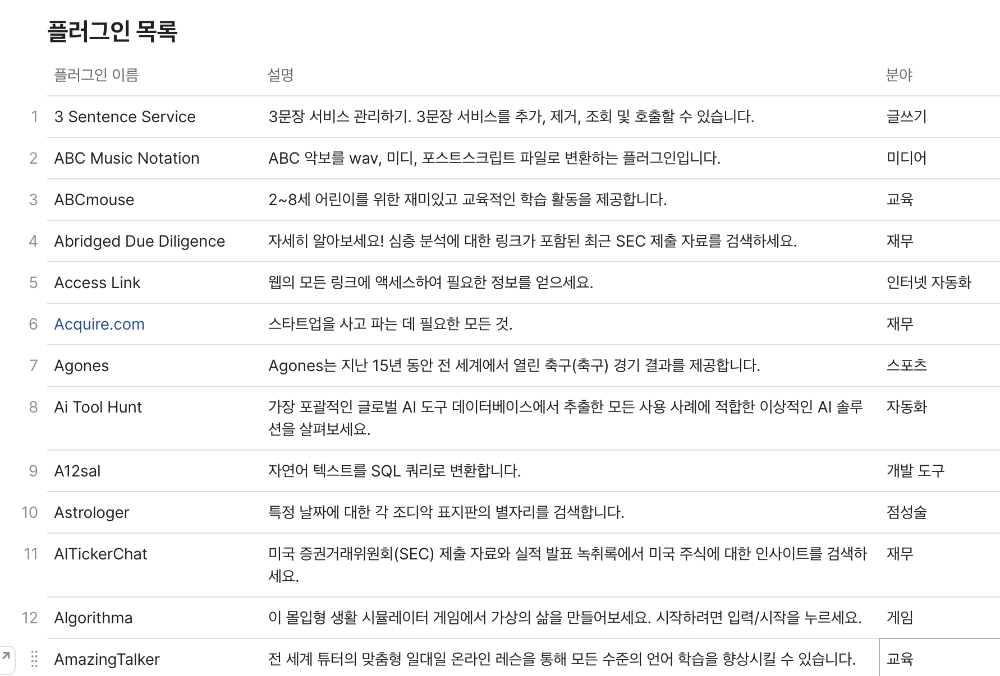 플러그인 목록
플러그인 이름 설명 분야
1 3 Sentence Service 3문장 서비스 관리하기. 3문장 서비스를 추가, 제거, 조회 및 호출할 수 있습니다. 글쓰기
2 ABC Music Notation ABC 악보를 wav, 미디, 포스트스크립트 파일로 변환하는 플러그인입니다. 미디어
3 ABCmouse 2~8세 어린이를 위한 재미있고 교육적인 학습 활동을 제공합니다. 교육
4 Abridged Due Diligence 자세히 알아보세요! 심층 분석에 대한 링크가 포함된 최근 SEC 제출 자료를 검색하세요. 재무
5 Access Link 웹의 모든 링크에 액세스하여 필요한 정보를 얻으세요. 인터넷 자동화
6 Acquire.com 스타트업을 사고 파는 데 필요한 모든 것. 재무
7 Agones Agones는 지난 15년 동안 전 세계에서 열린 축구(축구) 경기 결과를 제공합니다. 스포츠
8 Ai Tool Hunt 가장 포괄적인 글로벌 AI 도구 데이터베이스에서 추출한 모든 사용 사례에 적합한 이상적인 AI 솔루 자동화
션을 살펴보세요.
9 A12sal 자연어 텍스트를 SQL 쿼리로 변환합니다. 개발 도구
10 Astrologer 특정 날짜에 대한 각 조디악 표지판의 별자리를 검색합니다. 점성술
11 AITickerChat 미국 증권거래위원회(SEC) 제출 자료와 실적 발표 녹취록에서 미국 주식에 대한 인사이트를 검색하 재무
세요.
12 Algorithma 이 몰입형 생활 시뮬레이터 게임에서 가상의 삶을 만들어보세요. 시작하려면 입력/시작을 누르세요. 게임
AmazingTalker 전 세계 튜터의 맞춤형 일대일 온라인 레슨을 통해 모든 수준의 언어 학습을 향상시킬 수 있습니다. 교육